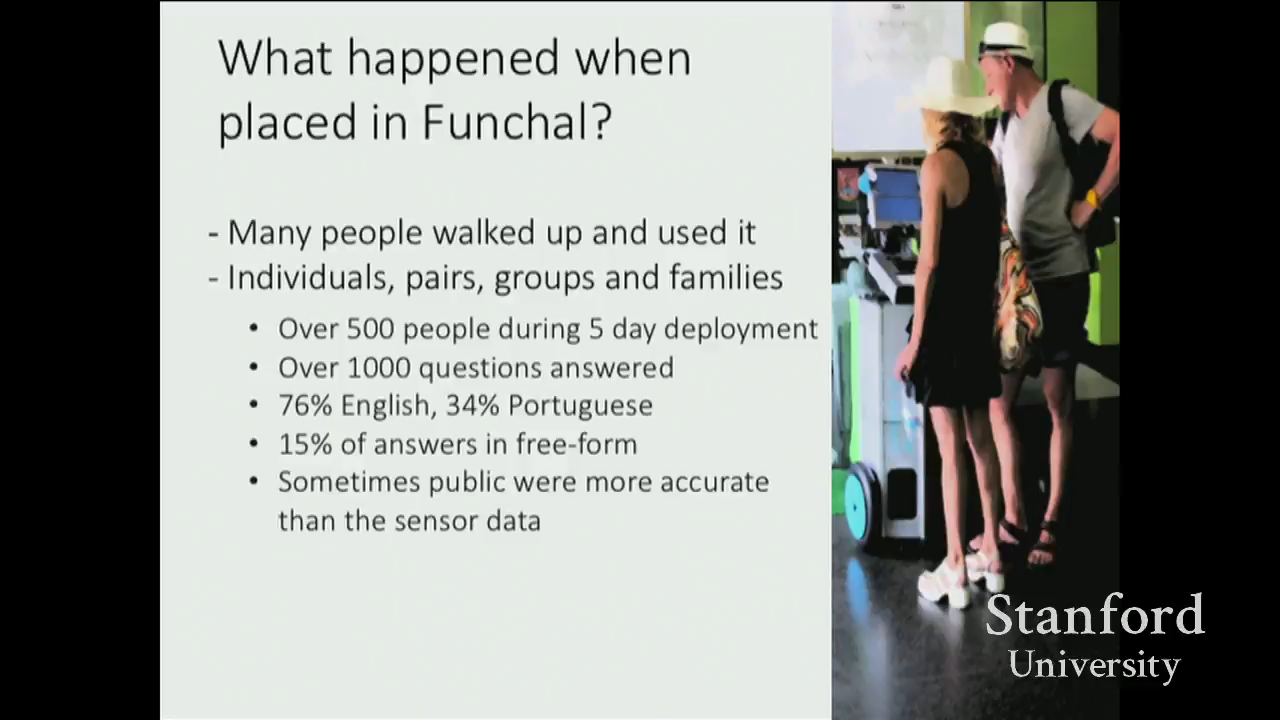 What happened when
placed in Funchal?
- Many people walked up and used it
- Individuals, pairs, groups and families
• Over 500 people during 5 day deployment
• Over 1000 questions answered
• 76% English, 34% Portuguese
• 15% of answers in free-form
• Sometimes public were more accurate
than the sensor data
Stanford
University